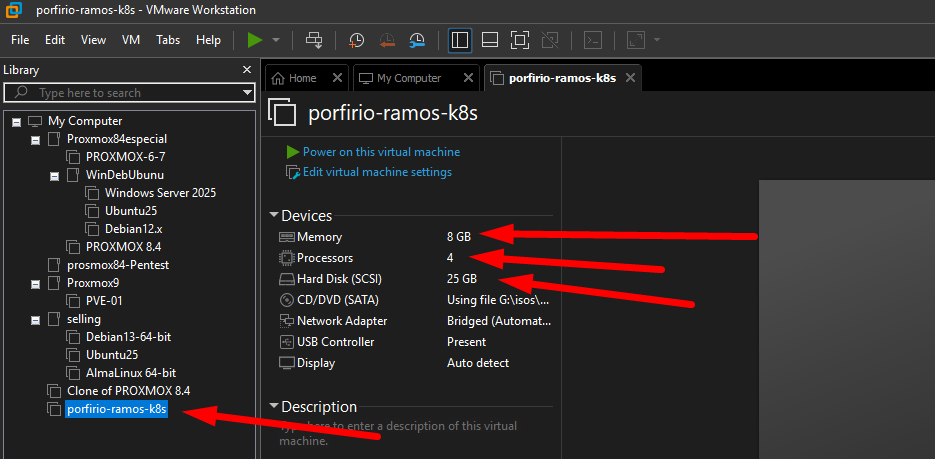 porfirio-ramos-k8s - VMware Workstation
File Edit View VM Tabs Help
Library
Type here to search
My Computer
Proxmox84especial
PROXMOX-6-7
WinDebUbunu
Windows Server 2025
Ubuntu25
Debian12.x
PROXMOX 8.4
prosmox84-Pentest
Proxmox9
PVE-01
selling
Debian13-64-bit
Ubuntu25
AlmaLinux 64-bit
Clone of PROXMOX 8.4
porfirio-ramos-k8s
Home My Computer porfirio-ramos-k8s
porfirio-ramos-k8s
Power on this virtual machine
Edit virtual machine settings
Devices
Memory 8 GB
Processors 4
Hard Disk (SCSI) 25 GB
CD/DVD (SATA) Using file G:\isos\...
Network Adapter Bridged (Automat...
USB Controller Present
Display Auto detect
Description
Type here to enter a description of this virtual
machine.